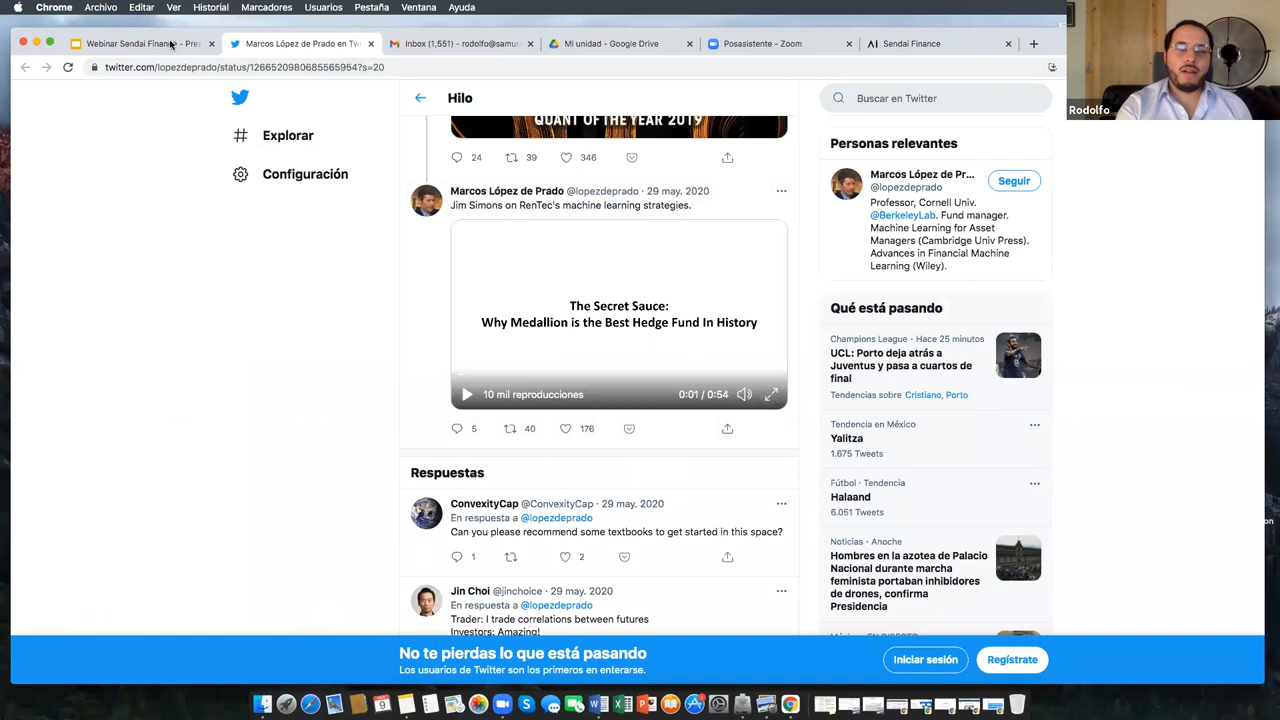 Chrome Archivo Editar Ver Historial Marcadores Usuarios Pestaña Ventana Ayuda
Webinar Sendai Finance - Pres
Marcos López de Prado en Twi
Inbox (1,551) - rodolfo@samu
Mi unidad - Google Drive
Posasistente - Zoom
Sendai Finance
twitter.com/lopezdeprado/status/1266520980685565954?s=20
Rodolfo
Explorar
Configuración
Hilo
QUANT OF THE YEAR 2019
24 39 346
Marcos López de Prado @lopezdeprado · 29 may. 2020
Jim Simons on RenTec's machine learning strategies.
The Secret Sauce:
Why Medallion is the Best Hedge Fund In History
10 mil reproducciones 0:01 / 0:54
5 40 176
Respuestas
ConvexityCap @ConvexityCap · 29 may. 2020
En respuesta a @lopezdeprado
Can you please recommend some textbooks to get started in this space?
1 2
Jin Choi @jinchoice · 29 may. 2020
En respuesta a @lopezdeprado
Trader: I trade correlations between futures
Investors: Amazing!
Buscar en Twitter
Personas relevantes
Marcos López de Pr...
@lopezdeprado
Seguir
Professor, Cornell Univ.
@BerkeleyLab. Fund manager.
Machine Learning for Asset
Managers (Cambridge Univ Press).
Advances in Financial Machine
Learning (Wiley).
Qué está pasando
Champions League · Hace 25 minutos
UCL: Porto deja atrás a
Juventus y pasa a cuartos de
final
Tendencias sobre Cristiano, Porto
Tendencia en México
Yalitza
1.675 Tweets
Fútbol · Tendencia
Halaand
6.051 Tweets
Noticias · Anoche
Hombres en la azotea de Palacio
Nacional durante marcha
feminista portaban inhibidores
de drones, confirma
Presidencia
No te pierdas lo que está pasando
Los usuarios de Twitter son los primeros en enterarse.
Iniciar sesión
Regístrate